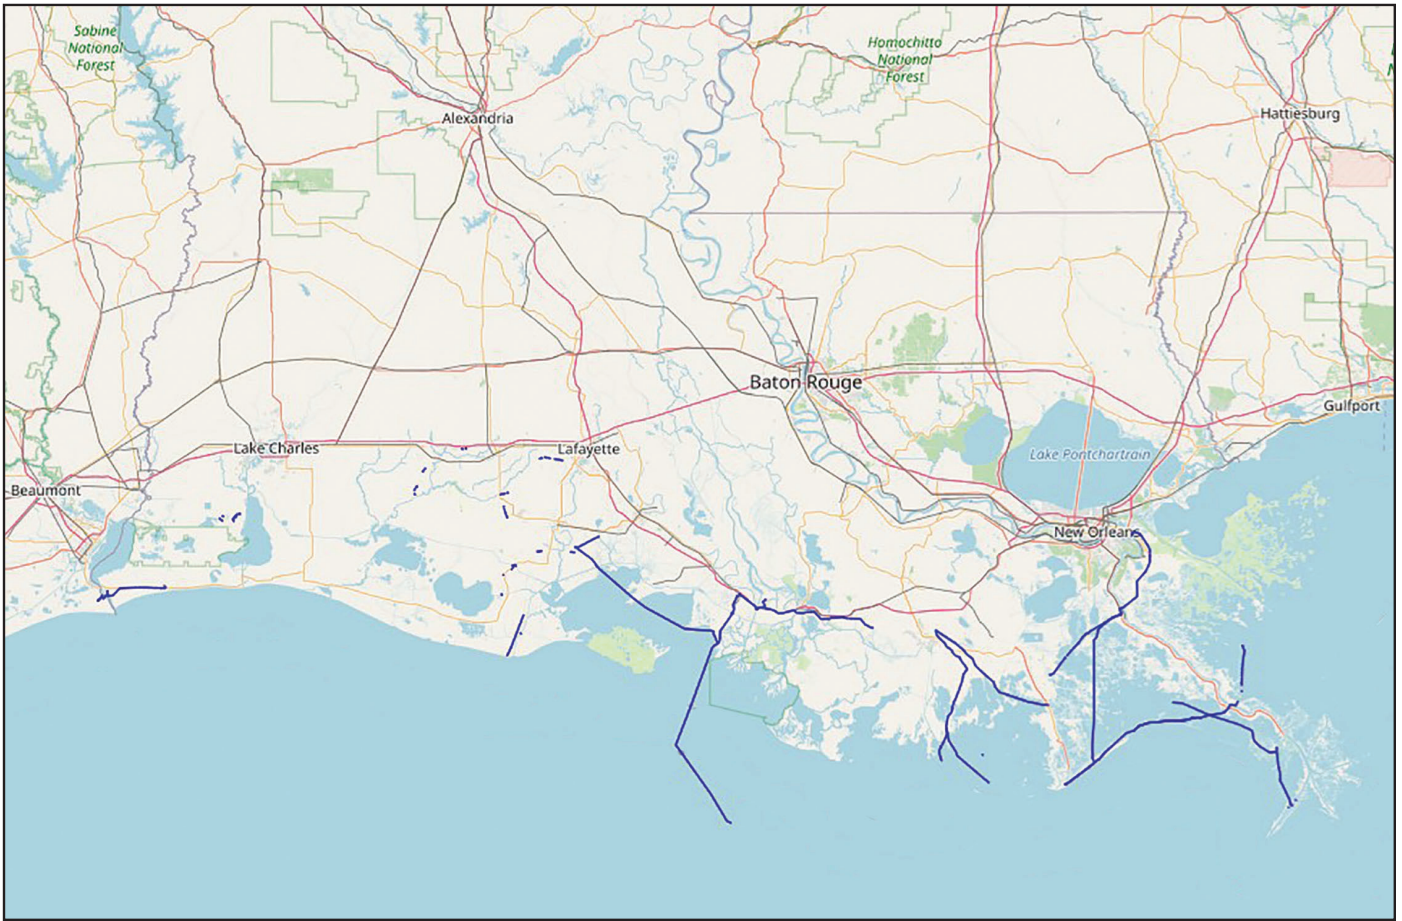 Sabine
National
Forest
Homochitto
National
Forest
Alexandria
Hattiesburg
Baton Rouge
Gulfport
Lake Charles
Lafayette
Lake Pontchartrain
Beaumont
New Orleans